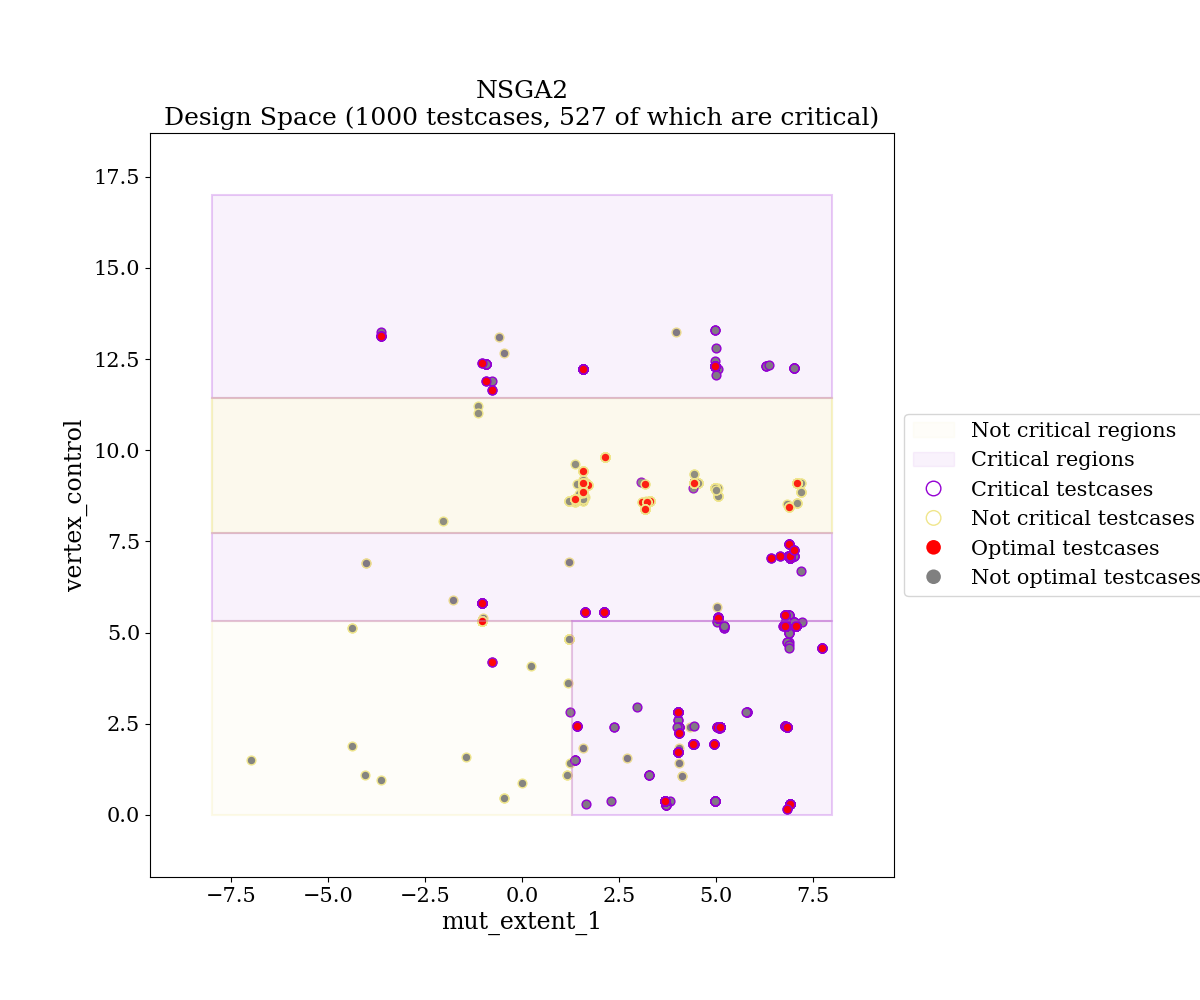 NSGA2
Design Space (1000 testcases, 527 of which are critical)
17.5
15.0
12.5
10.0
7.5
5.0
2.5
0.0
vertex_control
−7.5
−5.0
−2.5
0.0
2.5
5.0
7.5
mut_extent_1
Not critical regions
Critical regions
Critical testcases
Not critical testcases
Optimal testcases
Not optimal testcases